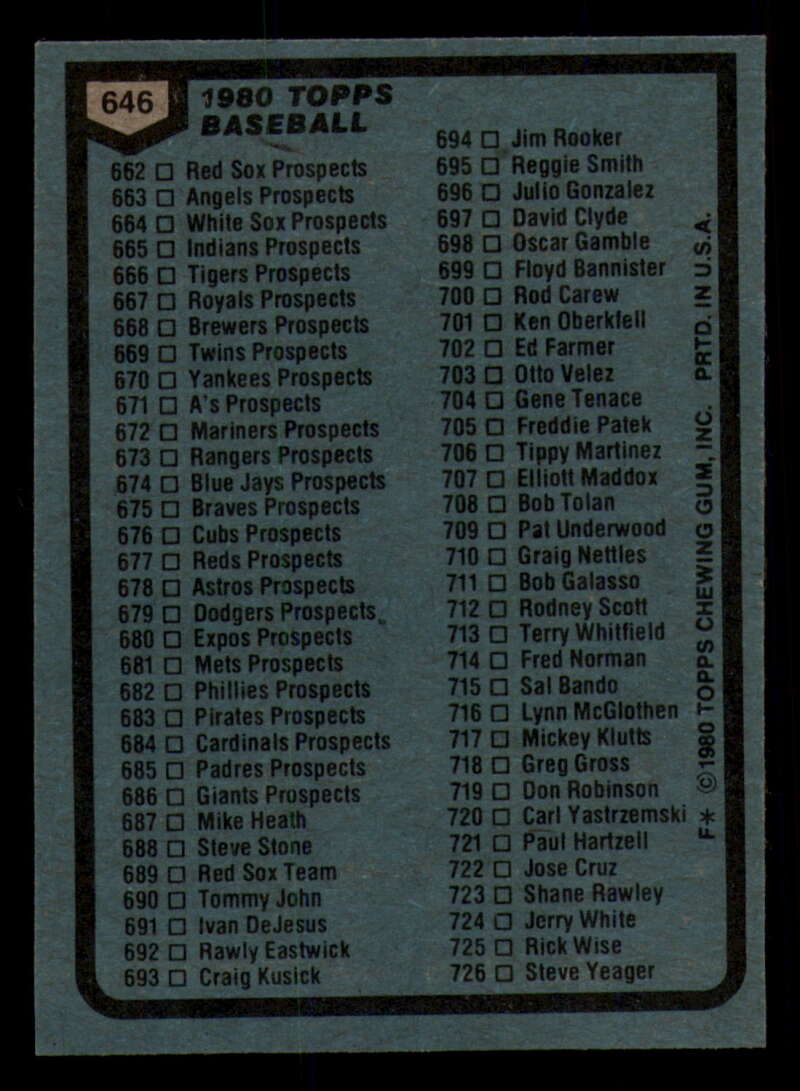 646
1980 TOPPS
BASEBALL
662 □ Red Sox Prospects
663 □ Angels Prospects
664 □ White Sox Prospects
665 □ Indians Prospects
666 □ Tigers Prospects
667 □ Royals Prospects
668 □ Brewers Prospects
669 □ Twins Prospects
670 □ Yankees Prospects
671 □ A's Prospects
672 □ Mariners Prospects
673 □ Rangers Prospects
674 □ Blue Jays Prospects
675 □ Braves Prospects
676 □ Cubs Prospects
677 □ Reds Prospects
678 □ Astros Prospects
679 □ Dodgers Prospects
680 □ Expos Prospects
681 □ Mets Prospects
682 □ Phillies Prospects
683 □ Pirates Prospects
684 □ Cardinals Prospects
685 □ Padres Prospects
686 □ Giants Prospects
687 □ Mike Heath
688 □ Steve Stone
689 □ Red Sox Team
690 □ Tommy John
691 □ Ivan DeJesus
692 □ Rawly Eastwick
693 □ Craig Kusick
694 □ Jim Rooker
695 □ Reggie Smith
696 □ Julio Gonzalez
697 □ David Clyde
698 □ Oscar Gamble
699 □ Floyd Bannister
700 □ Rod Carew
701 □ Ken Oberkfell
702 □ Ed Farmer
703 □ Otto Velez
704 □ Gene Tenace
705 □ Freddie Patek
706 □ Tippy Martinez
707 □ Elliott Maddox
708 □ Bob Tolan
709 □ Pat Underwood
710 □ Graig Nettles
711 □ Bob Galasso
712 □ Rodney Scott
713 □ Terry Whitfield
714 □ Fred Norman
715 □ Sal Bando
716 □ Lynn McGlothen
717 □ Mickey Klutts
718 □ Greg Gross
719 □ Don Robinson
720 □ Carl Yastrzemski
721 □ Paul Hartzell
722 □ Jose Cruz
723 □ Shane Rawley
724 □ Jerry White
725 □ Rick Wise
726 □ Steve Yeager
F* ©1980 TOPPS CHEWING GUM, INC. PRTD. IN U.S.A.